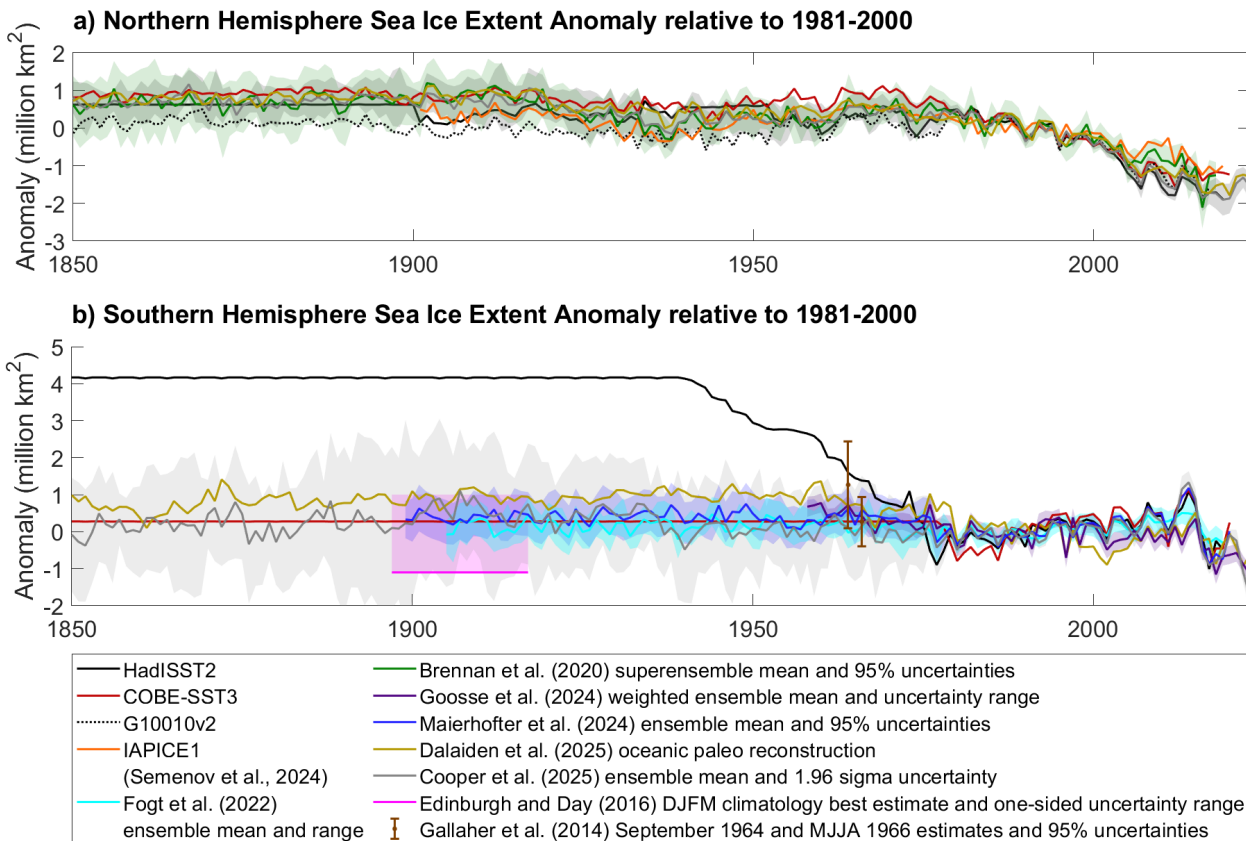 a) Northern Hemisphere Sea Ice Extent Anomaly relative to 1981-2000
Anomaly (million km²)
2
1
0
-1
-2
-3
1850 1900 1950 2000
b) Southern Hemisphere Sea Ice Extent Anomaly relative to 1981-2000
Anomaly (million km²)
5
4
3
2
1
0
-1
-2
1850 1900 1950 2000
HadISST2
COBE-SST3
G10010v2
IAPICE1
(Semenov et al., 2024)
Fogt et al. (2022)
ensemble mean and range
Brennan et al. (2020) superensemble mean and 95% uncertainties
Goosse et al. (2024) weighted ensemble mean and uncertainty range
Maierhofter et al. (2024) ensemble mean and 95% uncertainties
Dalaiden et al. (2025) oceanic paleo reconstruction
Cooper et al. (2025) ensemble mean and 1.96 sigma uncertainty
Edinburgh and Day (2016) DJFM climatology best estimate and one-sided uncertainty range
Gallaher et al. (2014) September 1964 and MJJA 1966 estimates and 95% uncertainties